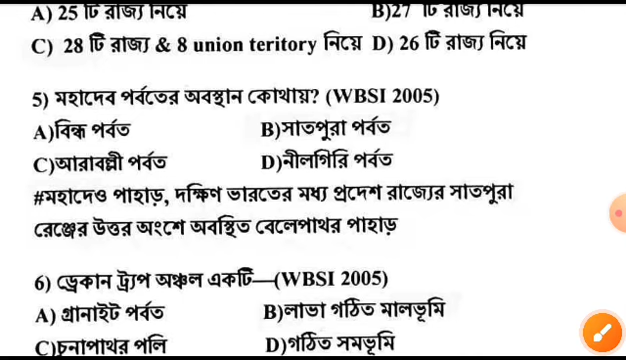 A) 25 টি রাজ্য নিয়ে B)27 টি রাজ্য নিয়ে
C) 28 টি রাজ্য & 8 union teritory নিয়ে D) 26 টি রাজ্য নিয়ে
5) মহাদেব পর্বতের অবস্থান কোথায়? (WBSI 2005)
A)বিন্ধ পর্বত B)সাতপুরা পর্বত
C)আরাবল্লী পর্বত D)নীলগিরি পর্বত
#মহাদেও পাহাড়, দক্ষিণ ভারতের মধ্য প্রদেশ রাজ্যের সাতপুরা
রেঞ্জের উত্তর অংশে অবস্থিত বেলেপাথর পাহাড়
6) ড্রেকান ট্র্যাপ অঞ্চল একটি—(WBSI 2005)
A) গ্রানাইট পর্বত B)লাভা গঠিত মালভূমি
C)চুনাপাথর পলি D)গঠিত সমভূমি